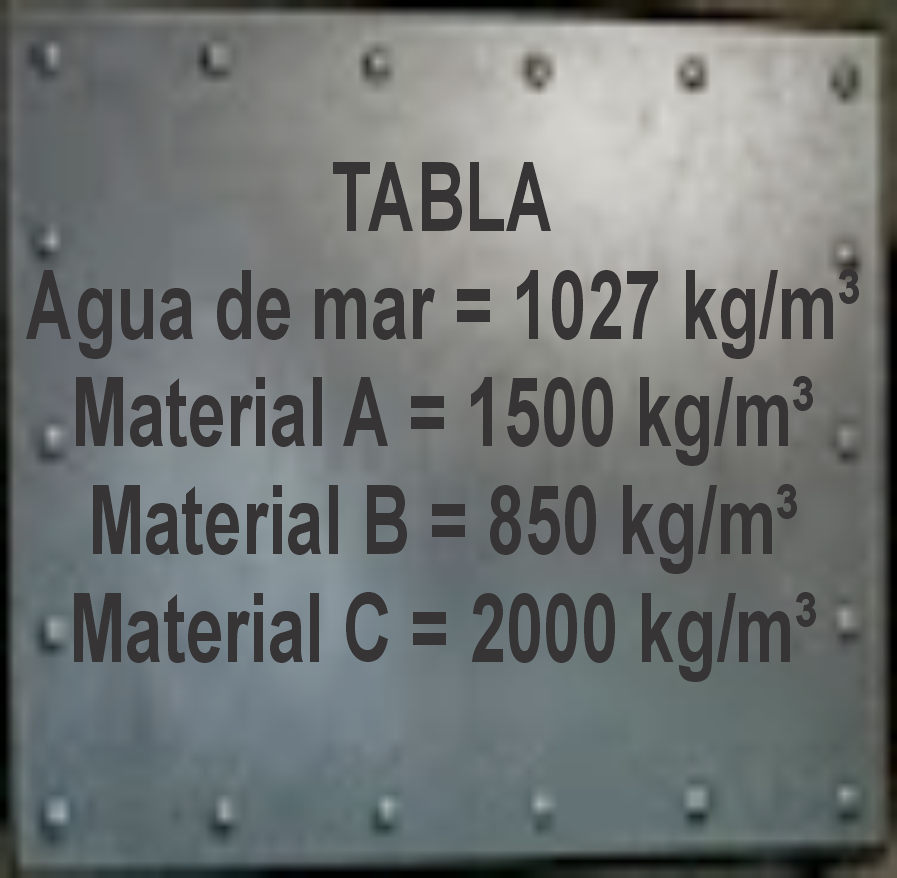 TABLA
Agua de mar = 1027 kg/m³
Material A = 1500 kg/m³
Material B = 850 kg/m³
Material C = 2000 kg/m³